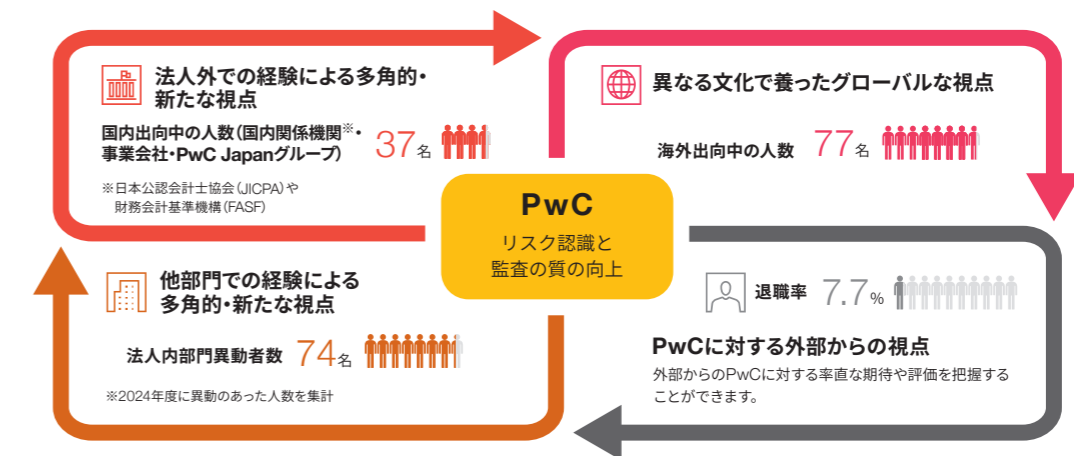 法人外での経験による多角的・
新たな視点
国内出向中の人数(国内関係機関※・
事業会社・PwC Japanグループ)
37名
※日本公認会計士協会(JICPA)や
財務会計基準機構(FASF)
異なる文化で養ったグローバルな視点
海外出向中の人数 77名
PwC
リスク認識と
監査の質の向上
他部門での経験による
多角的・新たな視点
法人内部門異動者数 74名
※2024年度に異動のあった人数を集計
退職率 7.7%
PwCに対する外部からの視点
外部からのPwCに対する率直な期待や評価を把握する
ことができます。